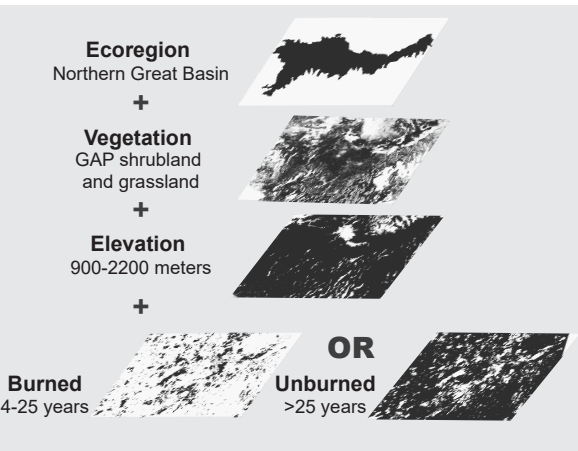 Ecoregion
Northern Great Basin
+
Vegetation
GAP shrubland
and grassland
+
Elevation
900-2200 meters
+
OR
Burned
4-25 years
Unburned
>25 years